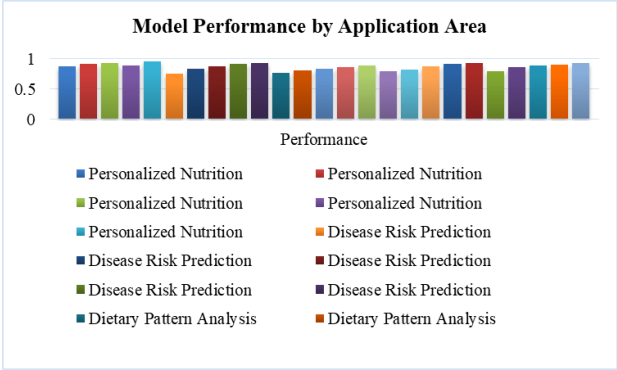 Model Performance by Application Area
1
0.5
0
Performance
Personalized Nutrition Personalized Nutrition
Personalized Nutrition Personalized Nutrition
Personalized Nutrition Disease Risk Prediction
Disease Risk Prediction Disease Risk Prediction
Disease Risk Prediction Disease Risk Prediction
Dietary Pattern Analysis Dietary Pattern Analysis